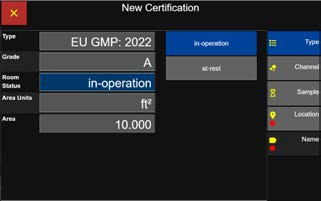 New Certification
Type
EU GMP: 2022
Grade
A
Room
Status
in-operation
Area Units
ft²
Area
10.000
in-operation
at-rest
Type
Channel
Sample
Location
Name